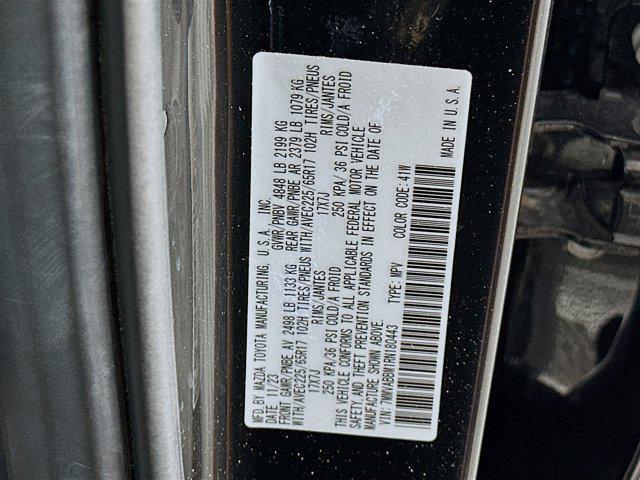 MFD. BY MAZDA TOYOTA MANUFACTURING, U.S.A., INC.
DATE 11/23 GVWR/PNBV 4848 LB 2199 KG
FRONT GAWR/PNBE AV 2498 LB 1133 KG REAR GAWR/PNBE AR 2379 LB 1079 KG
WITH/AVEC225/65R17 102H TIRES/PNEUS WITH/AVEC225/65R17 102H TIRES/PNEUS
17X7J RIMS/JANTES 17X7J RIMS/JANTES
250 KPA/36 PSI COLD/A FROID 250 KPA/ 36 PSI COLD/A FROID
THIS VEHICLE CONFORMS TO ALL APPLICABLE FEDERAL MOTOR VEHICLE
SAFETY AND THEFT PREVENTION STANDARDS IN EFFECT ON THE DATE OF
MANUFACTURE SHOWN ABOVE.
VIN: 7MMVABBM1RN180443 TYPE: MPV COLOR CODE: 41W
MADE IN U.S.A.